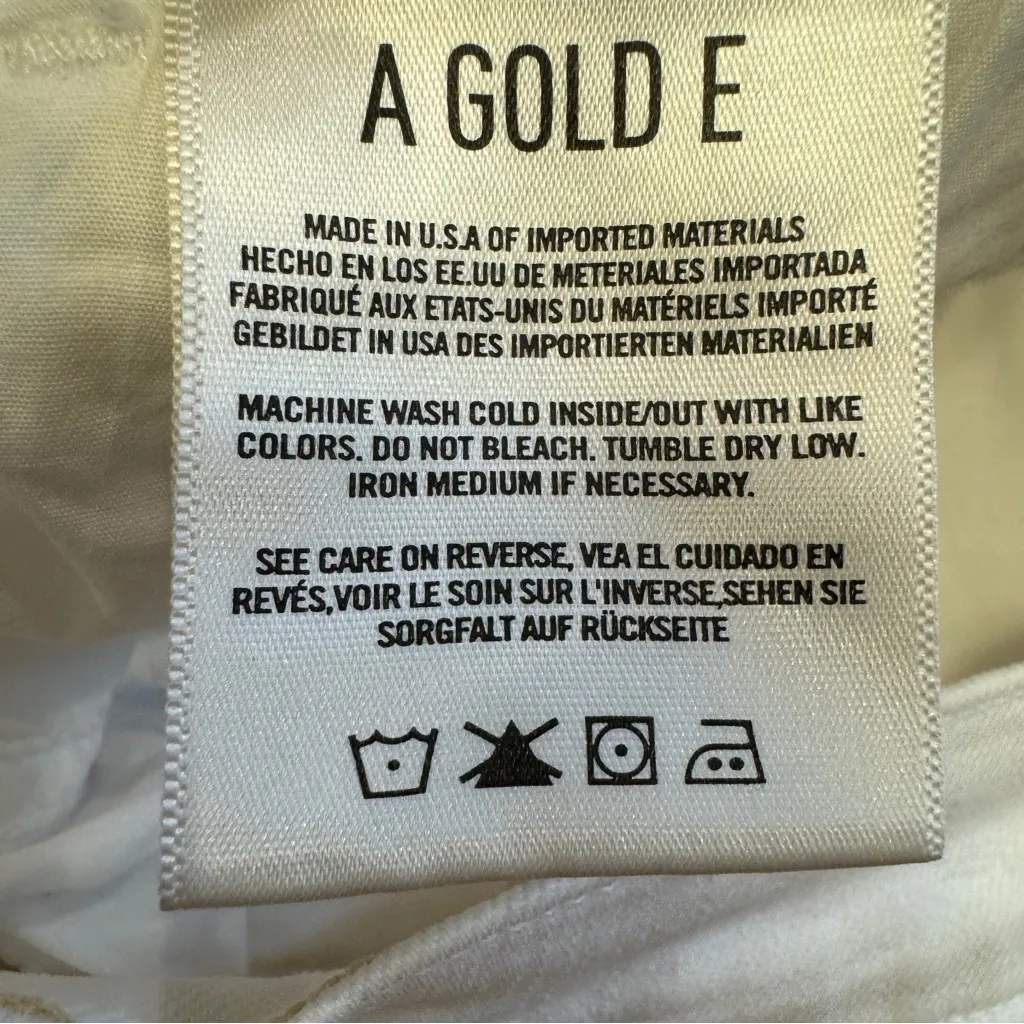 A GOLD E
MADE IN U.S.A OF IMPORTED MATERIALS
HECHO EN LOS EE.UU DE METERIALES IMPORTADA
FABRIQUÉ AUX ETATS-UNIS DU MATÉRIELS IMPORTÉ
GEBILDET IN USA DES IMPORTIERTEN MATERIALIEN
MACHINE WASH COLD INSIDE/OUT WITH LIKE
COLORS. DO NOT BLEACH. TUMBLE DRY LOW.
IRON MEDIUM IF NECESSARY.
SEE CARE ON REVERSE, VEA EL CUIDADO EN
REVÉS,VOIR LE SOIN SUR L'INVERSE,SEHEN SIE
SORGFALT AUF RÜCKSEITE